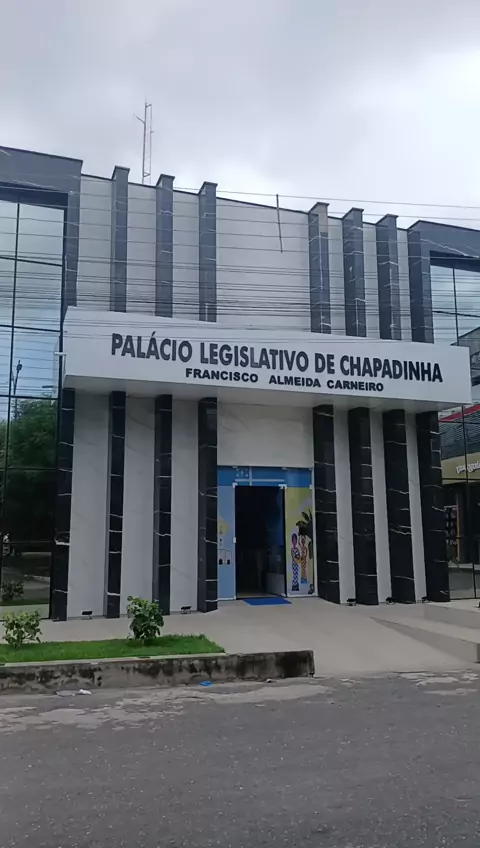 PALÁCIO LEGISLATIVO DE CHAPADINHA
FRANCISCO ALMEIDA CARNEIRO